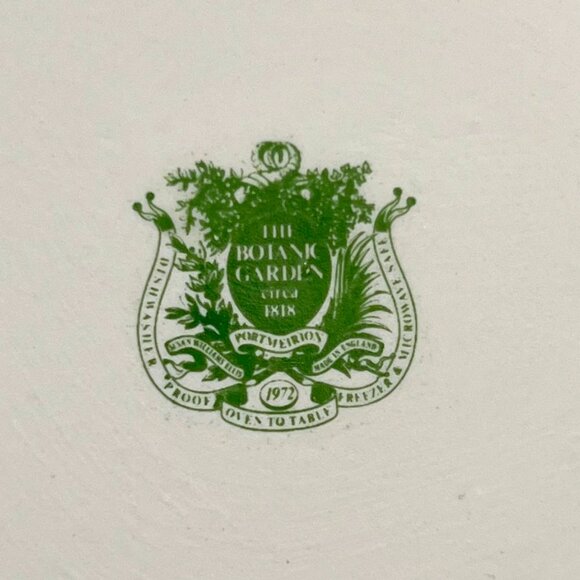 THE
BOTANIC
GARDEN
circa
1818
PORTMEIRION
SUSAN WILLIAMS-ELLIS
MADE IN ENGLAND
1972
DISHWASHER PROOF
OVEN TO TABLE
FREEZER & MICROWAVE SAFE